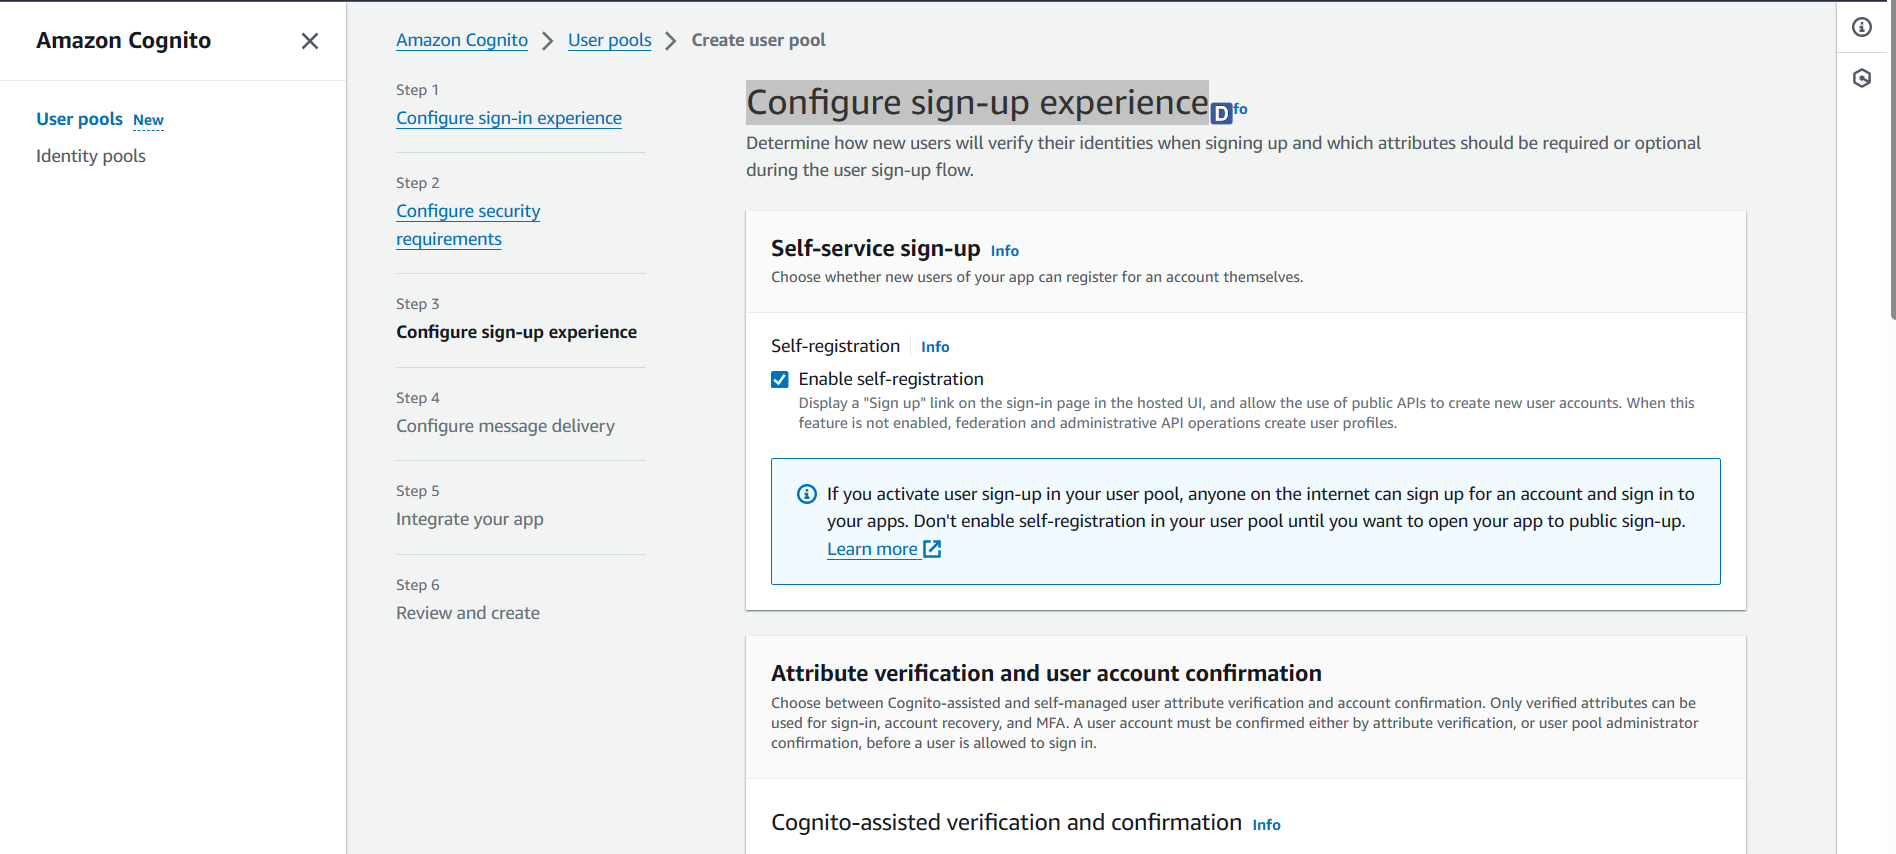 Amazon Cognito
User pools New
Identity pools
Amazon Cognito > User pools > Create user pool
Step 1
Configure sign-in experience
Step 2
Configure security
requirements
Step 3
Configure sign-up experience
Step 4
Configure message delivery
Step 5
Integrate your app
Step 6
Review and create
Configure sign-up experience D fo
Determine how new users will verify their identities when signing up and which attributes should be required or optional
during the user sign-up flow.
Self-service sign-up Info
Choose whether new users of your app can register for an account themselves.
Self-registration Info
Enable self-registration
Display a "Sign up" link on the sign-in page in the hosted UI, and allow the use of public APIs to create new user accounts. When this
feature is not enabled, federation and administrative API operations create user profiles.
If you activate user sign-up in your user pool, anyone on the internet can sign up for an account and sign in to
your apps. Don't enable self-registration in your user pool until you want to open your app to public sign-up.
Learn more
Attribute verification and user account confirmation
Choose between Cognito-assisted and self-managed user attribute verification and account confirmation. Only verified attributes can be
used for sign-in, account recovery, and MFA. A user account must be confirmed either by attribute verification, or user pool administrator
confirmation, before a user is allowed to sign in.
Cognito-assisted verification and confirmation Info